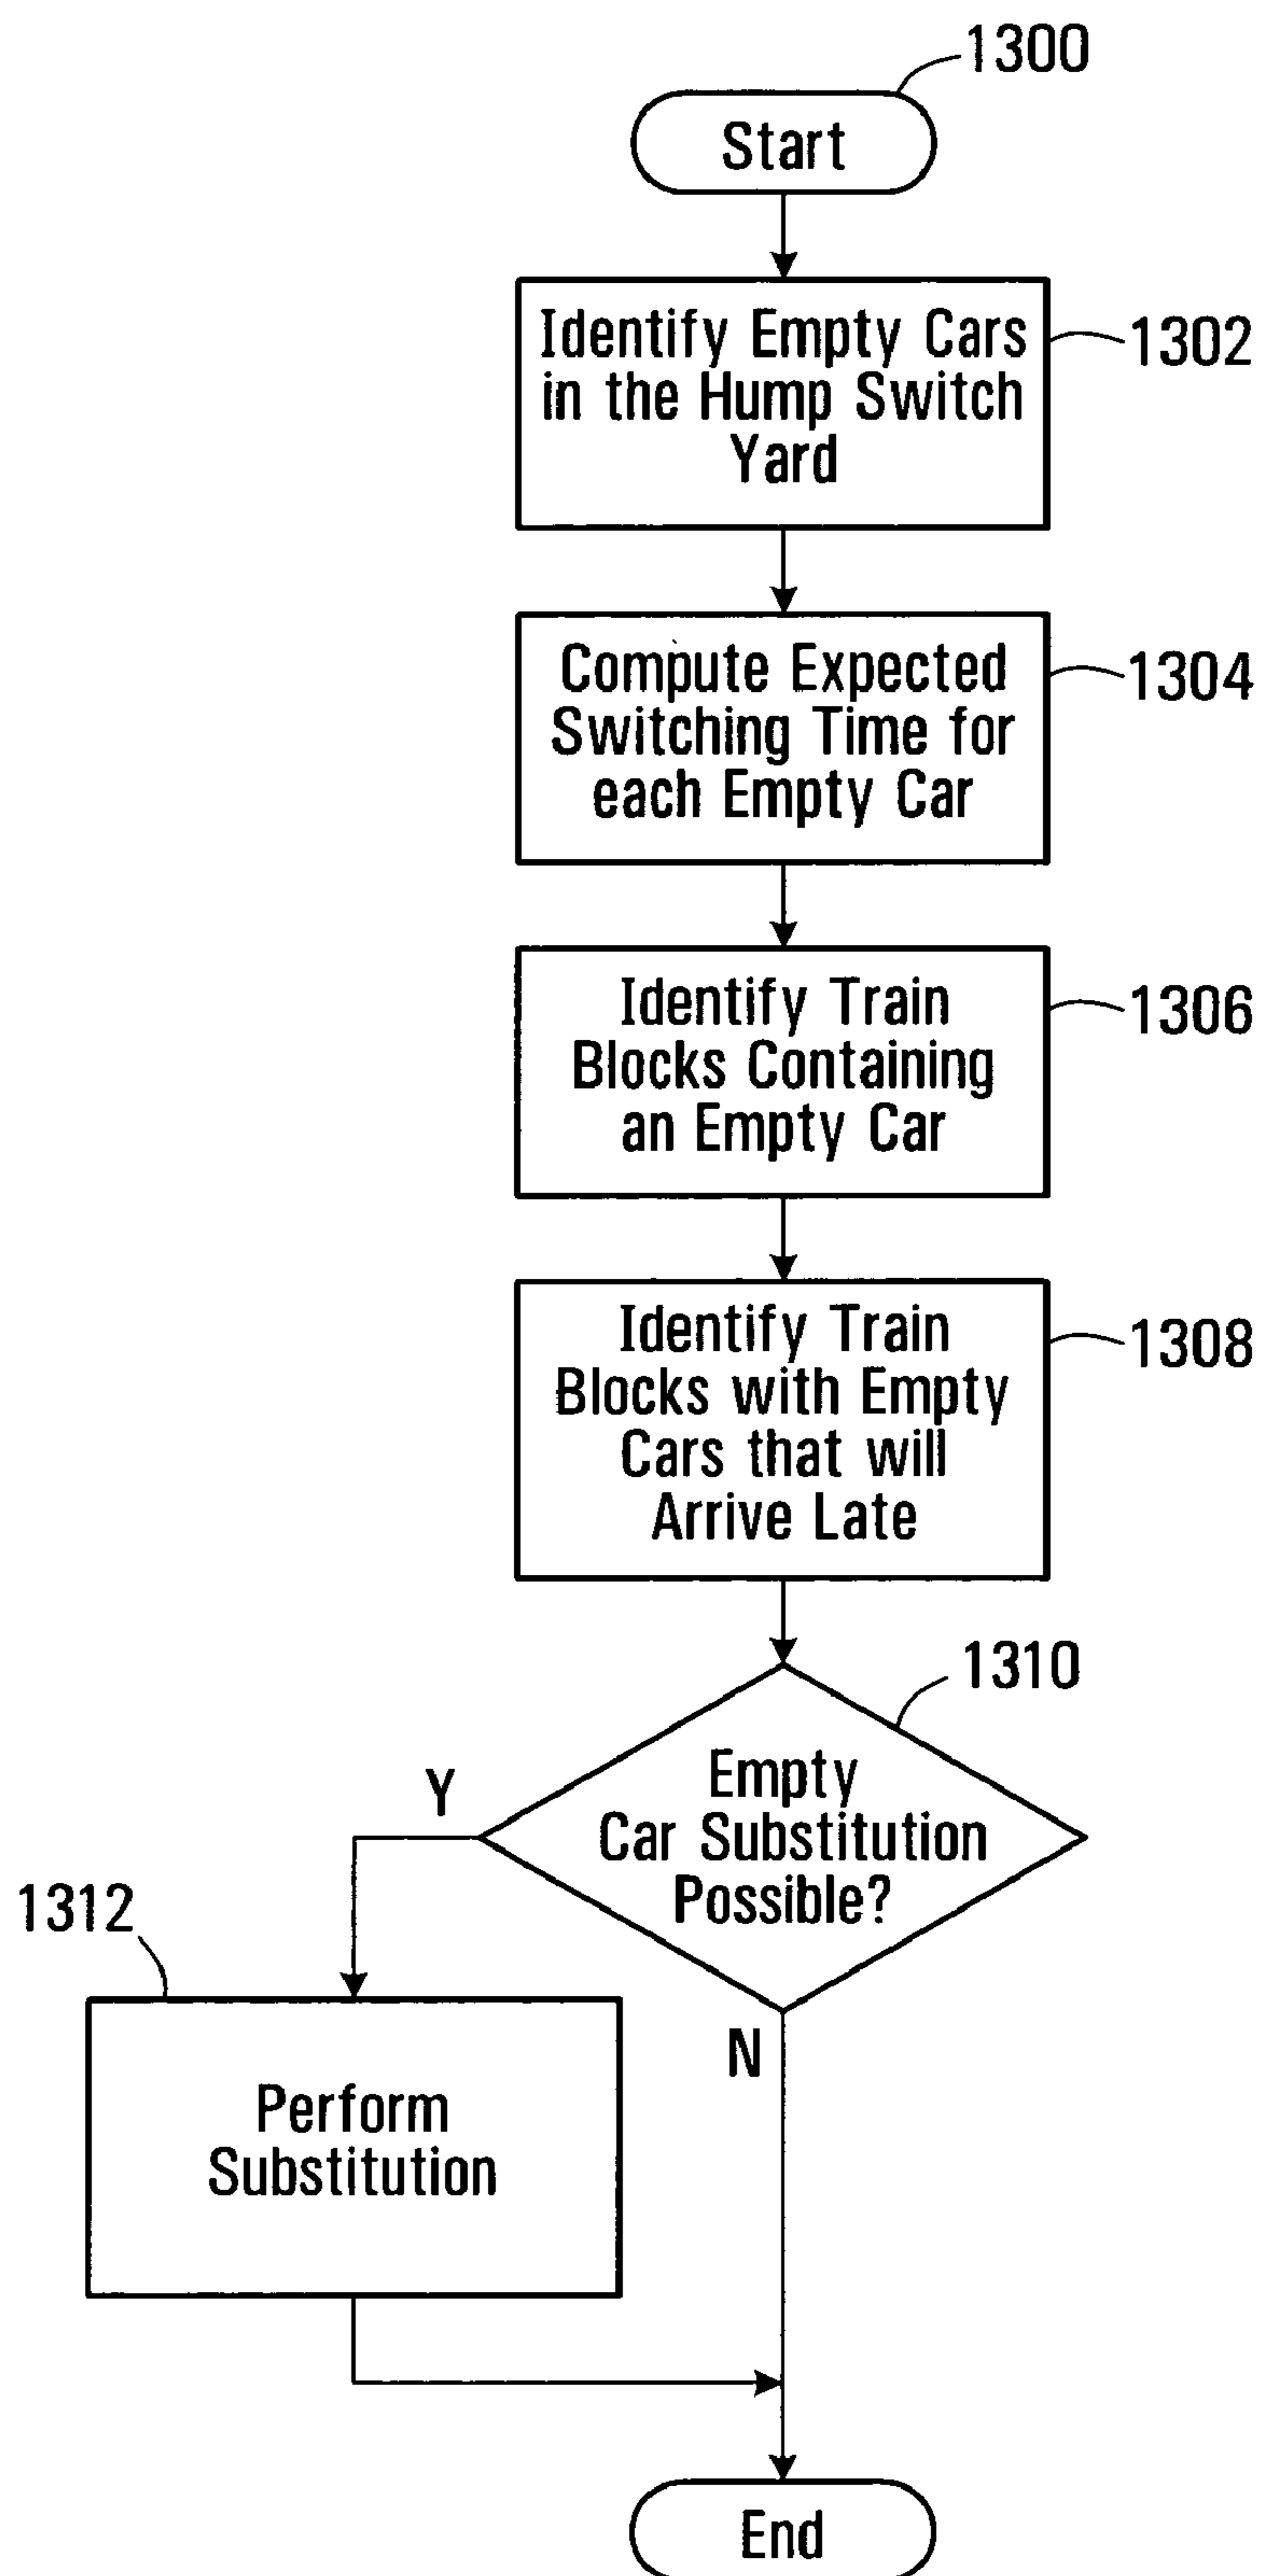 1300
Start
Identify Empty Cars
in the Hump Switch
Yard
1302
Compute Expected
Switching Time for
each Empty Car
1304
Identify Train
Blocks Containing
an Empty Car
1306
Identify Train
Blocks with Empty
Cars that will
Arrive Late
1308
1310
Empty
Car Substitution
Possible?
Y
1312
N
Perform
Substitution
End